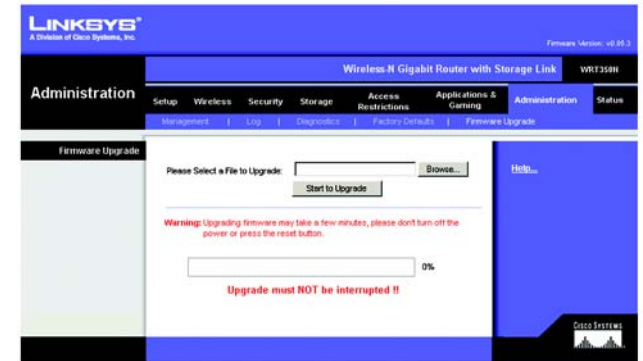 LINKSYS®
A Division of Cisco Systems, Inc.
Firmware Version: v0.05.3
Wireless-N Gigabit Router with Storage Link WRT350N
Administration
Setup Wireless Security Storage Access Restrictions Applications & Gaming Administration Status
Management | Log | Diagnostics | Factory Defaults | Firmware Upgrade
Firmware Upgrade
Please Select a File to Upgrade: Browse...
Start to Upgrade
Help...
Warning: Upgrading firmware may take a few minutes, please don't turn off the
power or press the reset button.
0%
Upgrade must NOT be interrupted !!
CISCO SYSTEMS